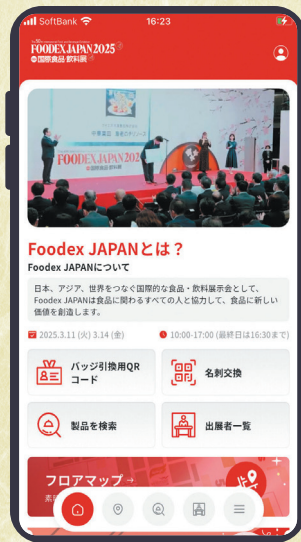 SoftBank
16:23
FOODEX JAPAN 2025
国際食品・飲料展
FOODEX JAPAN 202
Foodex JAPANとは？
Foodex JAPANについて
日本、アジア、世界をつなぐ国際的な食品・飲料展示会として、
Foodex JAPANは食品に関わるすべての人と協力して、食品に新しい
価値を創造します。
2025.3.11 (火) 3.14 (金)
10:00-17:00 (最終日は16:30まで)
バッジ引換用QR
コード
名刺交換
製品を検索
出展者一覧
フロアマップ→